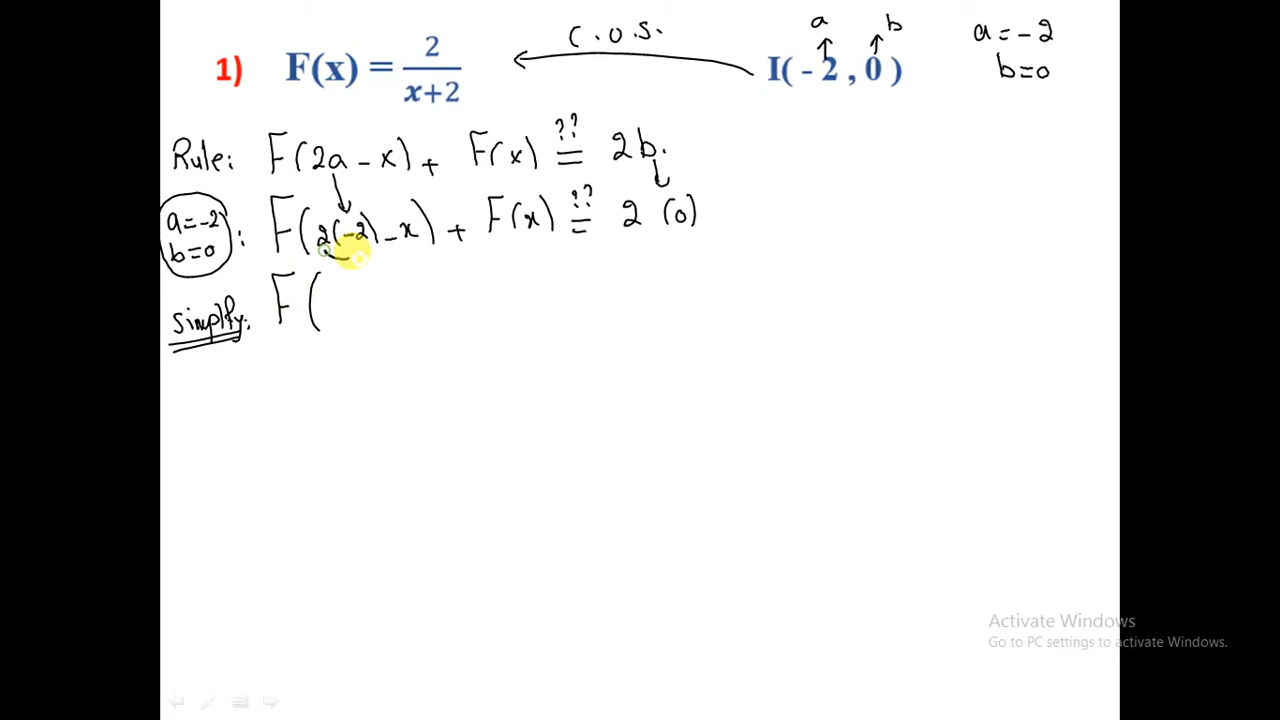 C.O.S.
a b
a = -2
1) F(x) = 2/(x+2) I( - 2 , 0 )
b=0
Rule: F(2a - x) + F(x) ??= 2b.
a=-2 b=0 : F(2(-2) - x) + F(x) ??= 2 (0)
Simplify: F (
Activate Windows
Go to PC settings to activate Windows.